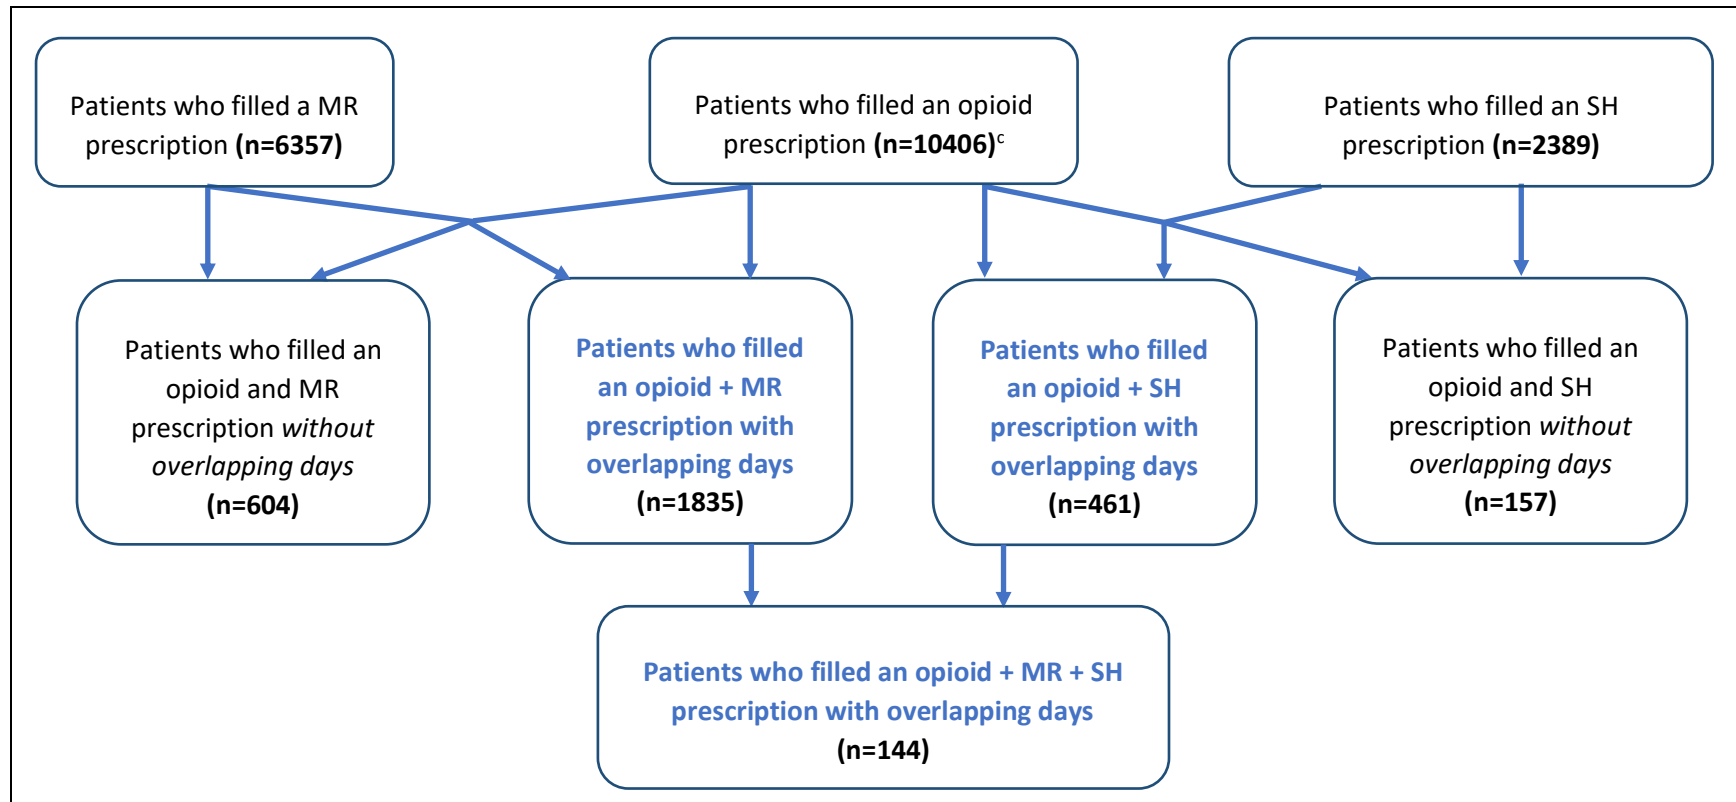 Patients who filled a MR
prescription (n=6357)
Patients who filled an opioid
prescription (n=10406)c
Patients who filled an SH
prescription (n=2389)
Patients who filled an
opioid and MR
prescription without
overlapping days
(n=604)
Patients who filled
an opioid + MR
prescription with
overlapping days
(n=1835)
Patients who filled
an opioid + SH
prescription with
overlapping days
(n=461)
Patients who filled an
opioid and SH
prescription without
overlapping days
(n=157)
Patients who filled an opioid + MR + SH
prescription with overlapping days
(n=144)